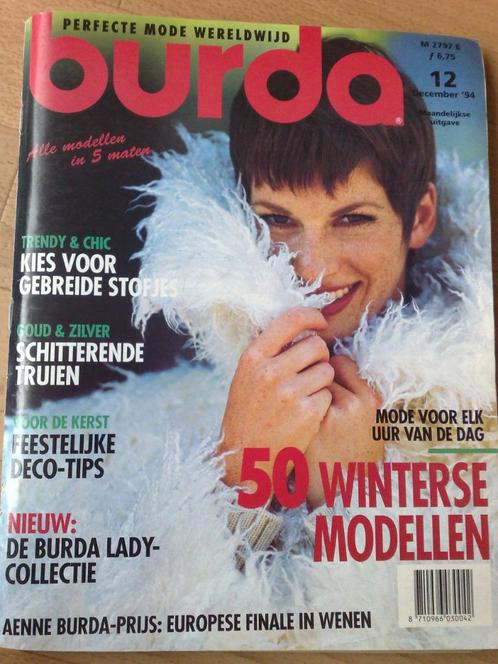 PERFECTE MODE WERELDWIJD
burda
®
M 2797 E
ƒ 6,75
12
December '94
Maandelijkse
uitgave
Alle modellen
in 5 maten
TRENDY & CHIC
KIES VOOR
GEBREIDE STOFJES
GOUD & ZILVER
SCHITTERENDE
TRUIEN
VOOR DE KERST
FEESTELIJKE
DECO-TIPS
NIEUW:
DE BURDA LADY-
COLLECTIE
MODE VOOR ELK
UUR VAN DE DAG
50 WINTERSE
MODELLEN
AENNE BURDA-PRIJS: EUROPESE FINALE IN WENEN
8 710966 030042